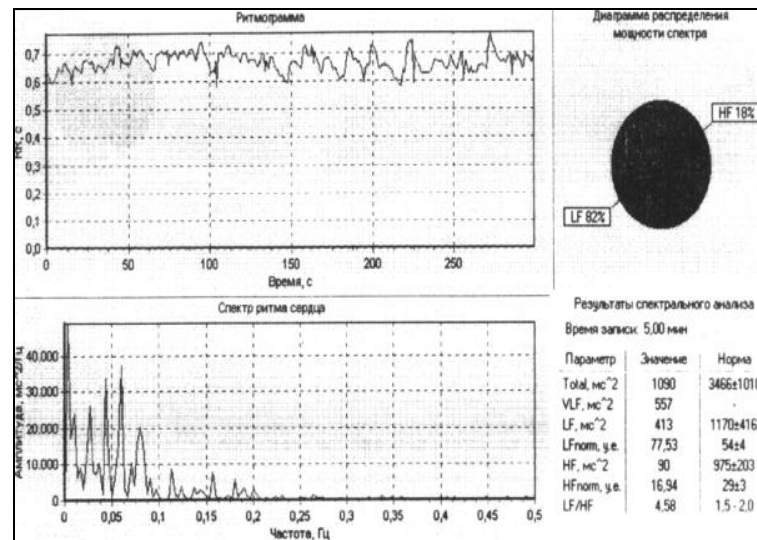 Ритмограмма
0,7
0,6
0,5
0,4
0,3
0,2
0,1
0,0
RR, с
0 50 100 150 200 250
Время, с
Диаграмма распределения
мощности спектра
HF 18%
LF 82%
Спектр ритма сердца
40.000
30.000
20.000
10.000
0
Амплитуда, мс^2/Гц
0 0,05 0,1 0,15 0,2 0,25 0,3 0,35 0,4 0,45 0,5
Частота, Гц
Результаты спектрального анализа
Время записи: 5,00 мин
Параметр Значение Норма
Total, мс^2 1090 3466±1018
VLF, мс^2 557 -
LF, мс^2 413 1170±416
LFnorm, у.е. 77,53 54±4
HF, мс^2 90 975±203
HFnorm, у.е. 16,94 29±3
LF/HF 4,58 1,5 - 2,0